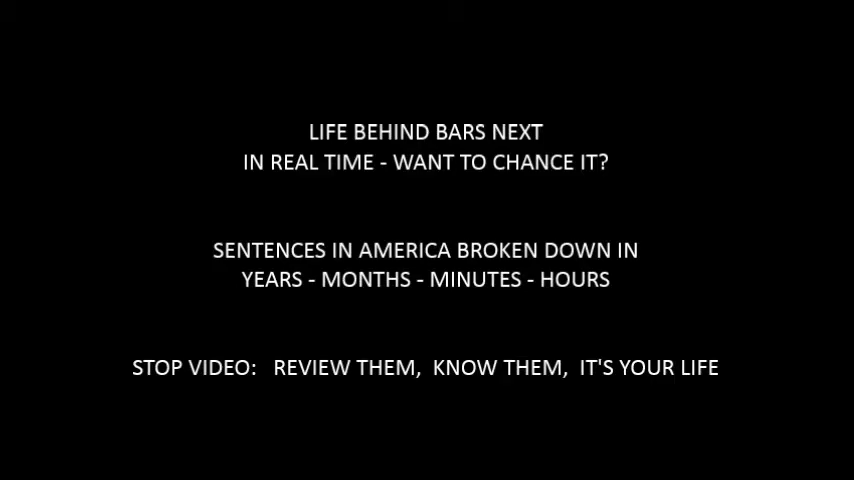 LIFE BEHIND BARS NEXT
IN REAL TIME - WANT TO CHANCE IT?
SENTENCES IN AMERICA BROKEN DOWN IN
YEARS - MONTHS - MINUTES - HOURS
STOP VIDEO: REVIEW THEM, KNOW THEM, IT'S YOUR LIFE